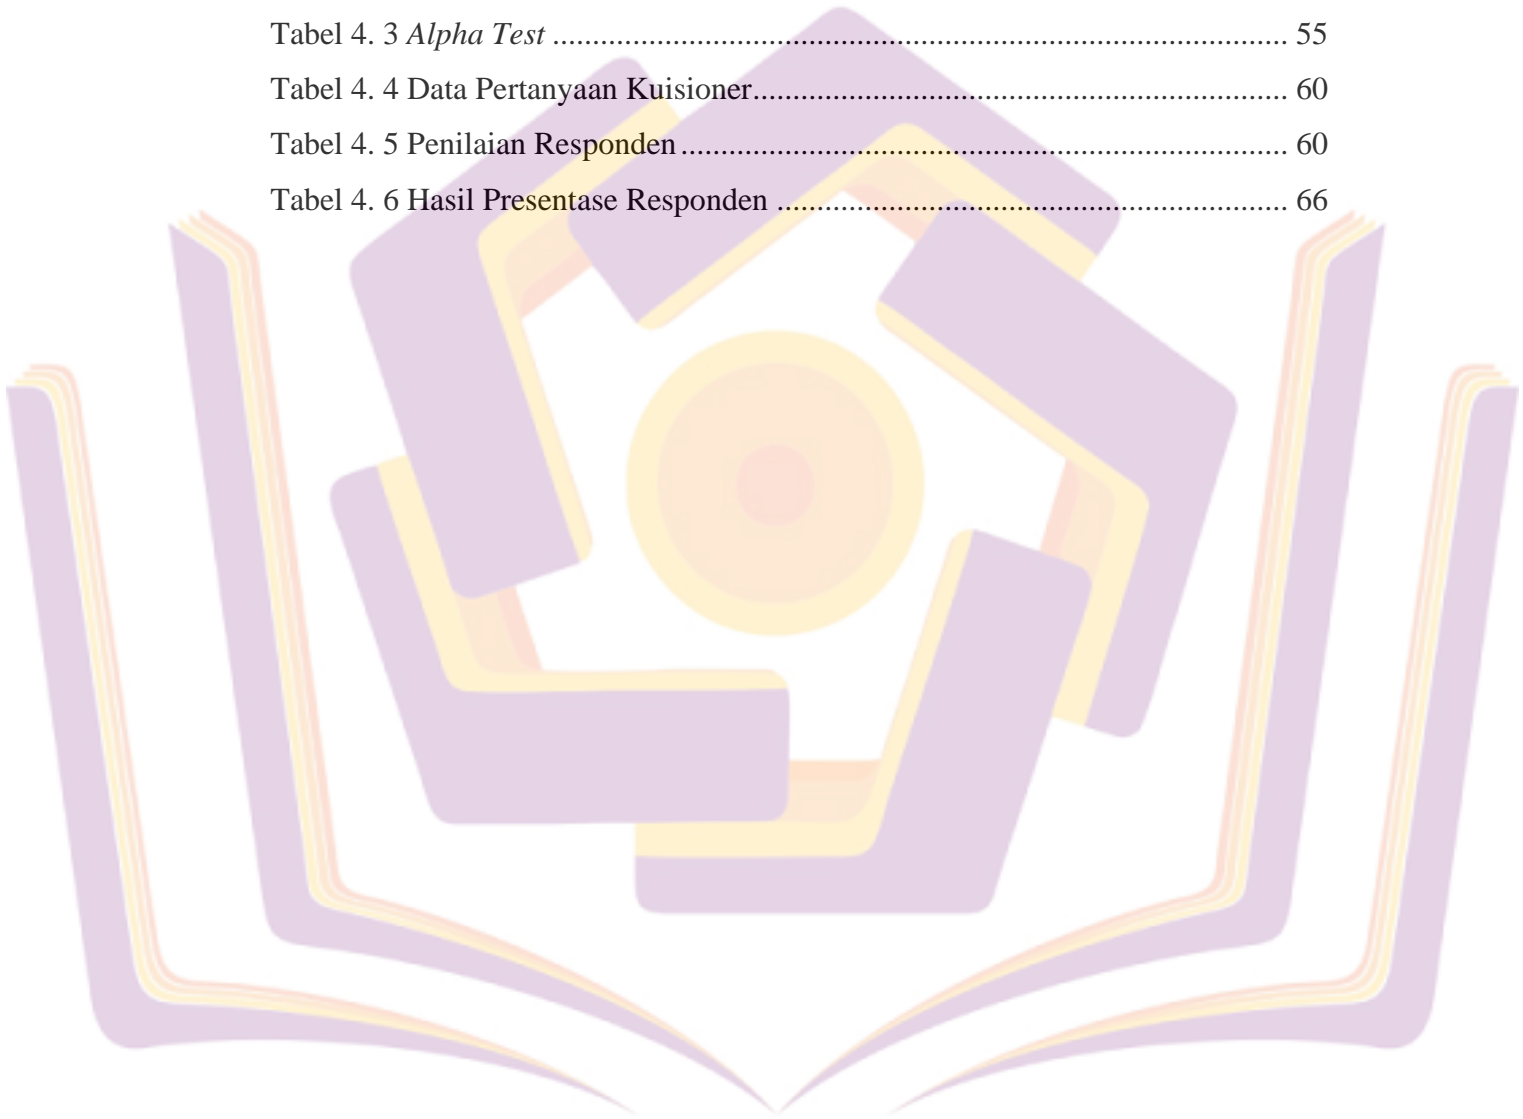 Tabel 4. 3 Alpha Test ............................................................................................ 55
Tabel 4. 4 Data Pertanyaan Kuisioner................................................................... 60
Tabel 4. 5 Penilaian Responden ............................................................................ 60
Tabel 4. 6 Hasil Presentase Responden ................................................................ 66